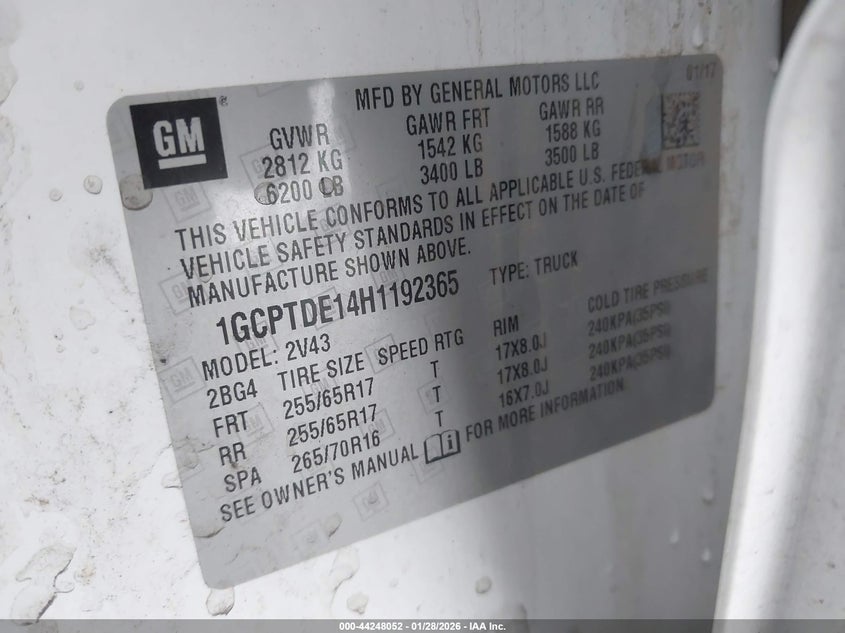 MFD BY GENERAL MOTORS LLC 01/17
GM
®
GVWR GAWR FRT GAWR RR
2812 KG 1542 KG 1588 KG
6200 LB 3400 LB 3500 LB
THIS VEHICLE CONFORMS TO ALL APPLICABLE U.S. FEDERAL MOTOR
VEHICLE SAFETY STANDARDS IN EFFECT ON THE DATE OF
MANUFACTURE SHOWN ABOVE.
1GCPTDE14H1192365 TYPE: TRUCK
MODEL: 2V43
2BG4 TIRE SIZE SPEED RTG RIM COLD TIRE PRESSURE
FRT 255/65R17 T 17X8.0J 240KPA(35PSI)
RR 255/65R17 T 17X8.0J 240KPA(35PSI)
SPA 265/70R16 T 16X7.0J 240KPA(35PSI)
SEE OWNER'S MANUAL FOR MORE INFORMATION
000-44248052 - 01/28/2026 - IAA Inc.